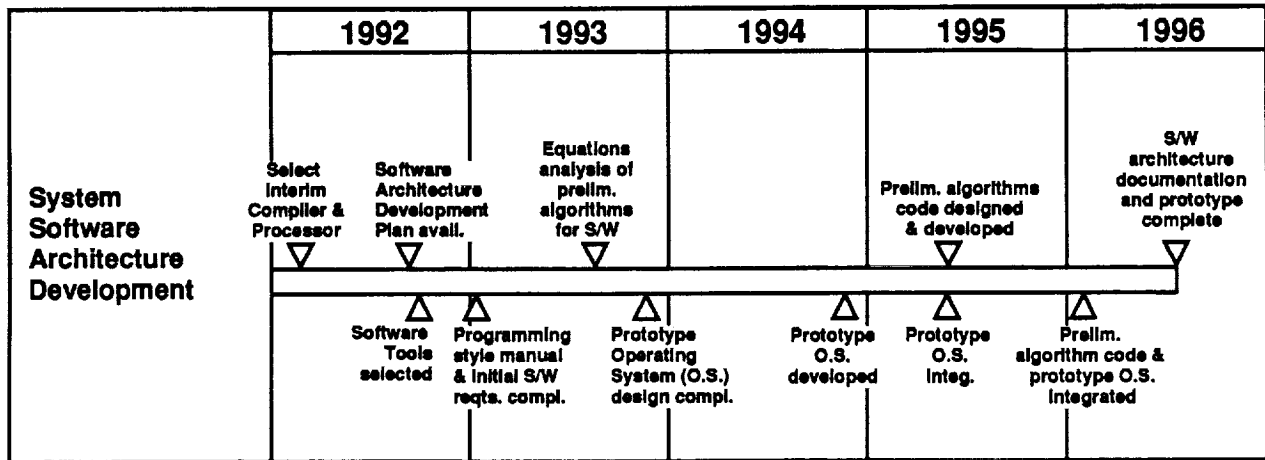 1992
1993
1994
1995
1996
System
Software
Architecture
Development
Select
Interim
Compiler &
Processor
Software
Architecture
Development
Plan avail.
Equations
analysis of
prelim.
algorithms
for S/W
Prelim. algorithms
code designed
& developed
S/W
architecture
documentation
and prototype
complete
Software
Tools
selected
Programming
style manual
& initial S/W
reqts. compl.
Prototype
Operating
System (O.S.)
design compl.
Prototype
O.S.
developed
Prototype
O.S.
Integ.
Prelim.
algorithm code &
prototype O.S.
Integrated